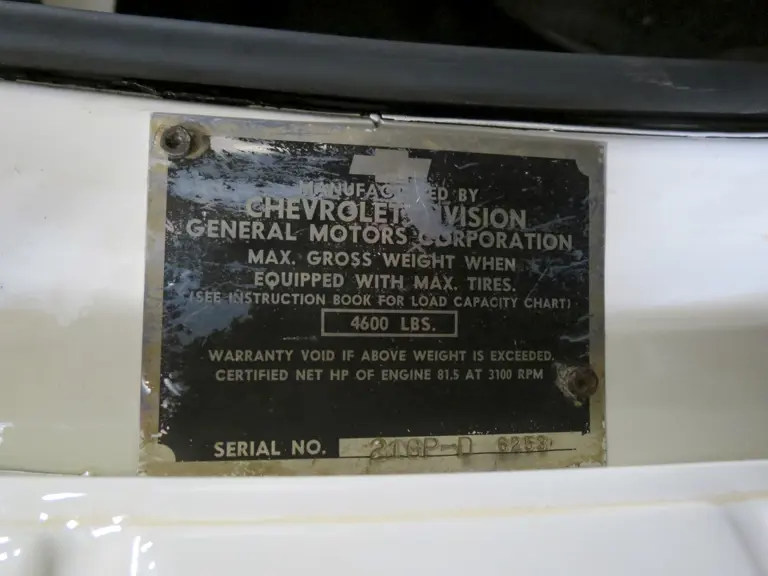 MANUFACTURED BY
CHEVROLET DIVISION
GENERAL MOTORS CORPORATION
MAX. GROSS WEIGHT WHEN
EQUIPPED WITH MAX. TIRES.
(SEE INSTRUCTION BOOK FOR LOAD CAPACITY CHART)
4600 LBS.
WARRANTY VOID IF ABOVE WEIGHT IS EXCEEDED.
CERTIFIED NET HP OF ENGINE 81.5 AT 3100 RPM
SERIAL NO.